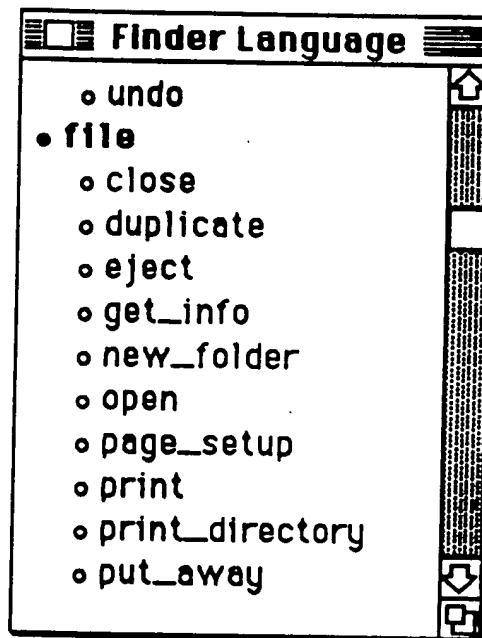 Finder Language
undo
file
close
duplicate
eject
get_info
new_folder
open
page_setup
print
print_directory
put_away